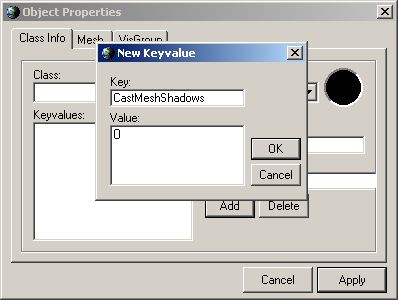 Object Properties
Class Info
Mesh
VisGroup
Class:
Keyvalues:
New Keyvalue
Key:
CastMeshShadows
Value:
0
OK
Cancel
Add
Delete
Cancel
Apply